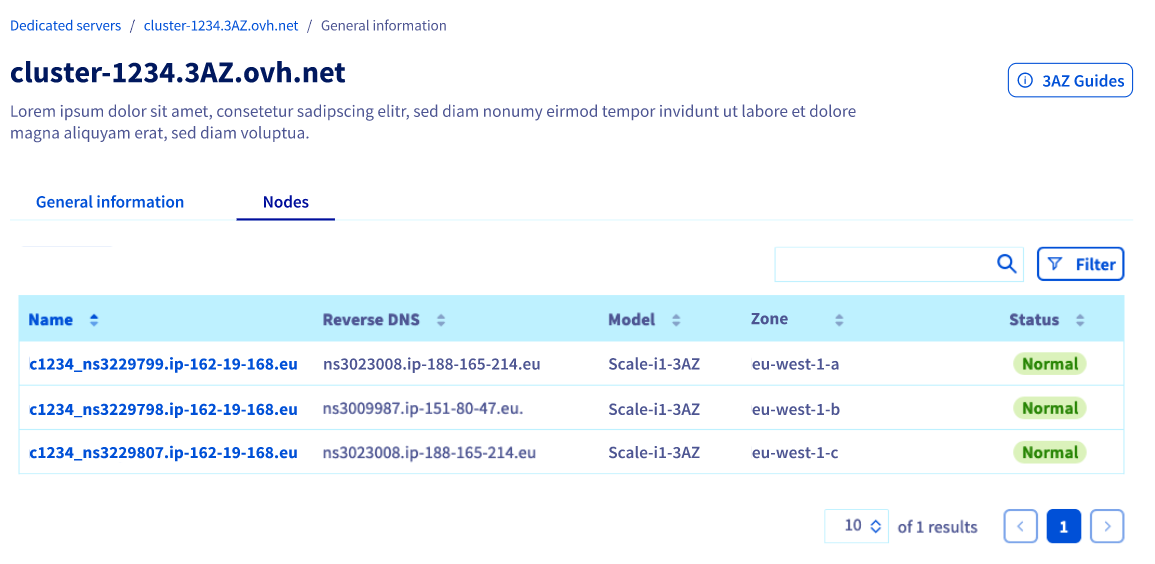 Dedicated servers / cluster-1234.3AZ.ovh.net / General information
cluster-1234.3AZ.ovh.net
3AZ Guides
Lorem ipsum dolor sit amet, consetetur sadipscing elitr, sed diam nonumy eirmod tempor invidunt ut labore et dolore
magna aliquyam erat, sed diam voluptua.
General information Nodes
Filter
Name Reverse DNS Model Zone Status
c1234_ns3229799.ip-162-19-168.eu ns3023008.ip-188-165-214.eu Scale-i1-3AZ eu-west-1-a Normal
c1234_ns3229798.ip-162-19-168.eu ns3009987.ip-151-80-47.eu. Scale-i1-3AZ eu-west-1-b Normal
c1234_ns3229807.ip-162-19-168.eu ns3023008.ip-188-165-214.eu Scale-i1-3AZ eu-west-1-c Normal
10 of 1 results 1